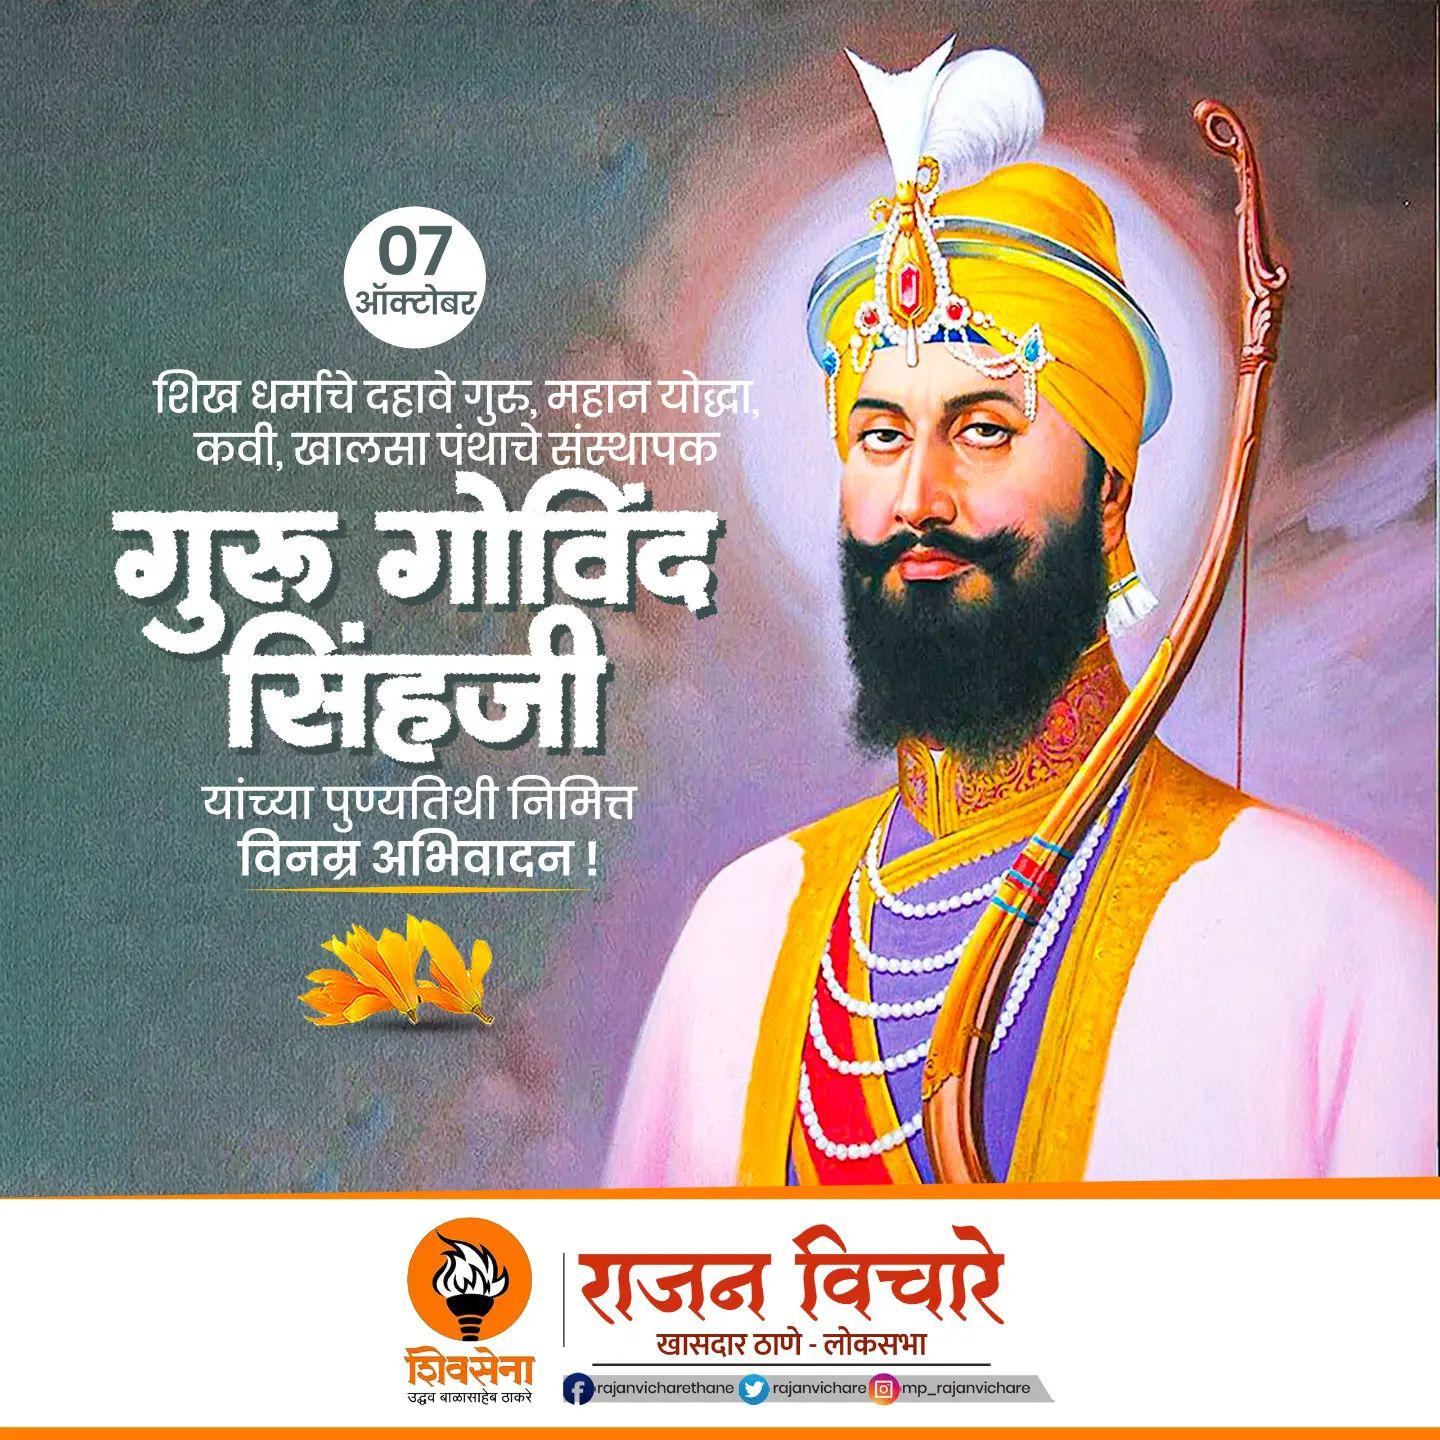 07
ऑक्टोबर
शिख धर्माचे दहावे गुरु, महान योद्धा,
कवी, खालसा पंथाचे संस्थापक
गुरू गोविंद
सिंहजी
यांच्या पुण्यतिथी निमित्त
विनम्र अभिवादन !
शिवसेना
उद्धव बाळासाहेब ठाकरे
राजन विचारे
खासदार ठाणे - लोकसभा
rajanvicharethane rajanvichare mp_rajanvichare